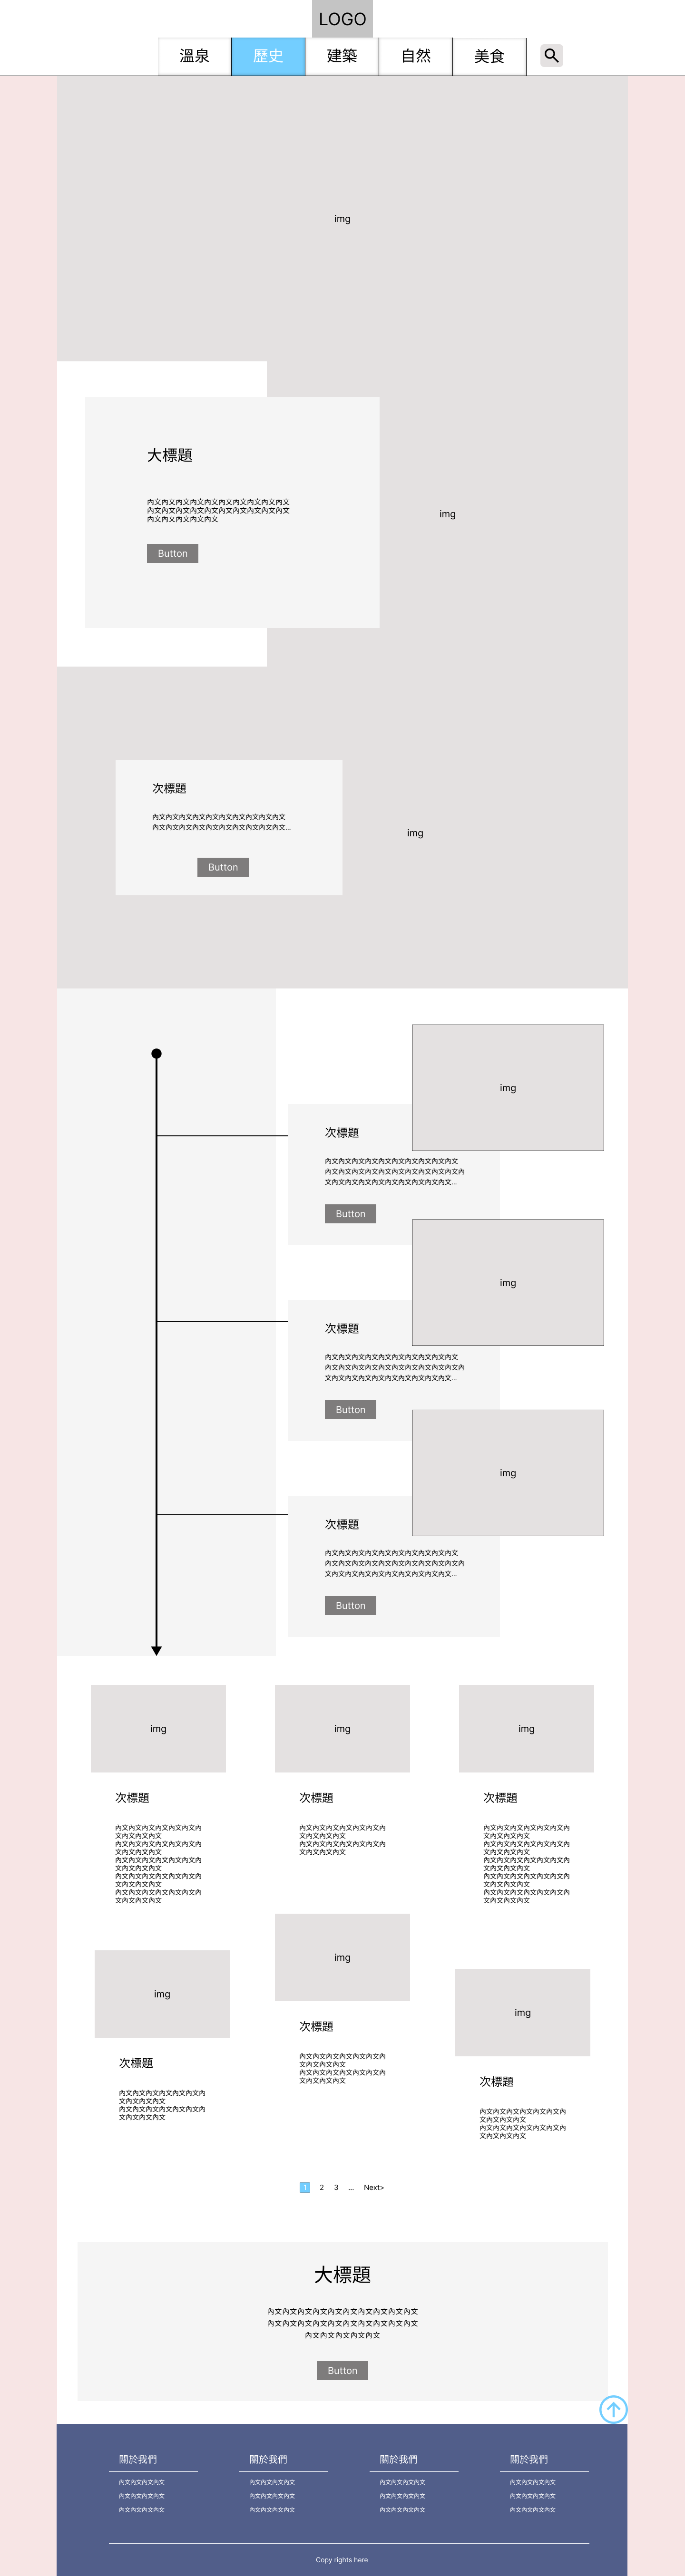 LOGO
溫泉
歷史
建築
自然
美食
img
大標題
內文內文內文內文內文內文內文內文內文內文
內文內文內文內文內文內文內文內文內文內文
內文內文內文內文內文
Button
img
次標題
內文內文內文內文內文內文內文內文內文內文
內文內文內文內文內文內文內文內文內文內文...
Button
img
img
次標題
內文內文內文內文內文內文內文內文內文內文
內文內文內文內文內文內文內文內文內文內文內
文內文內文內文內文內文內文內文內文內文...
Button
img
次標題
內文內文內文內文內文內文內文內文內文內文
內文內文內文內文內文內文內文內文內文內文內
文內文內文內文內文內文內文內文內文內文...
Button
img
次標題
內文內文內文內文內文內文內文內文內文內文
內文內文內文內文內文內文內文內文內文內文內
文內文內文內文內文內文內文內文內文內文...
Button
img
次標題
內文內文內文內文內文內文內
文內文內文內文
內文內文內文內文內文內文內
文內文內文內文
內文內文內文內文內文內文內
文內文內文內文
內文內文內文內文內文內文內
文內文內文內文
內文內文內文內文內文內文內
文內文內文內文
img
次標題
內文內文內文內文內文內文內
文內文內文內文
內文內文內文內文內文內文內
文內文內文內文
img
次標題
內文內文內文內文內文內文內
文內文內文內文
內文內文內文內文內文內文內
文內文內文內文
內文內文內文內文內文內文內
文內文內文內文
內文內文內文內文內文內文內
文內文內文內文
內文內文內文內文內文內文內
文內文內文內文
img
次標題
內文內文內文內文內文內文內
文內文內文內文
內文內文內文內文內文內文內
文內文內文內文
img
次標題
內文內文內文內文內文內文內
文內文內文內文
內文內文內文內文內文內文內
文內文內文內文
img
次標題
內文內文內文內文內文內文內
文內文內文內文
內文內文內文內文內文內文內
文內文內文內文
1 2 3 ... Next>
大標題
內文內文內文內文內文內文內文內文內文內文
內文內文內文內文內文內文內文內文內文內文
內文內文內文內文內文
Button
關於我們
內文內文內文內文
內文內文內文內文
內文內文內文內文
關於我們
內文內文內文內文
內文內文內文內文
內文內文內文內文
關於我們
內文內文內文內文
內文內文內文內文
內文內文內文內文
關於我們
內文內文內文內文
內文內文內文內文
內文內文內文內文
Copy rights here